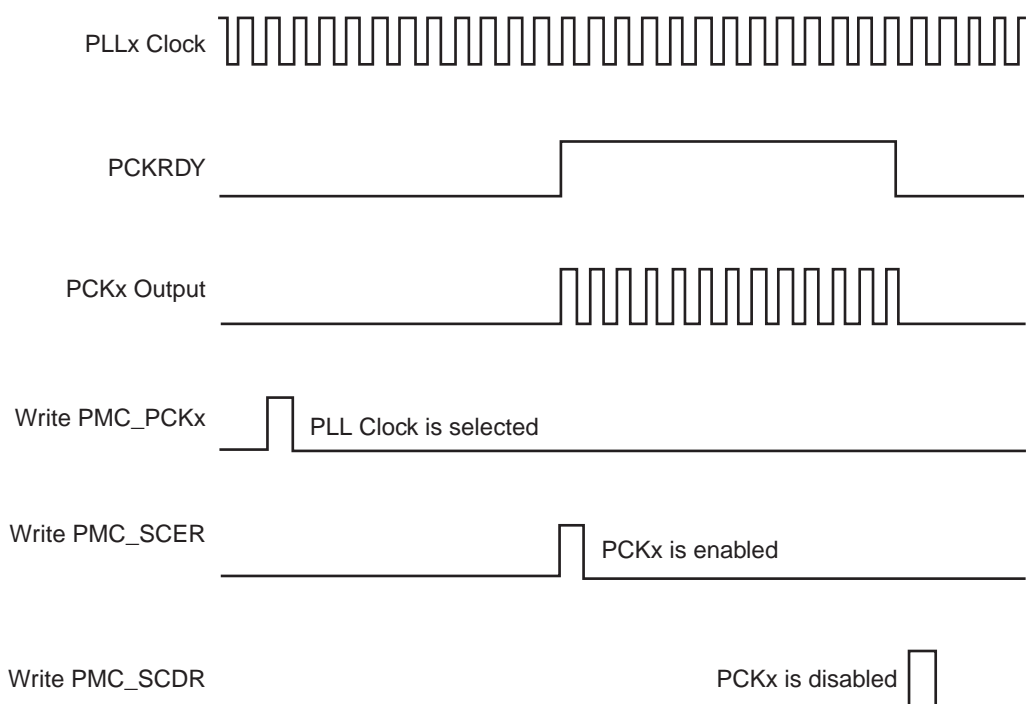 PLLx Clock
PCKRDY
PCKx Output
Write PMC_PCKx
PLL Clock is selected
Write PMC_SCER
PCKx is enabled
Write PMC_SCDR
PCKx is disabled